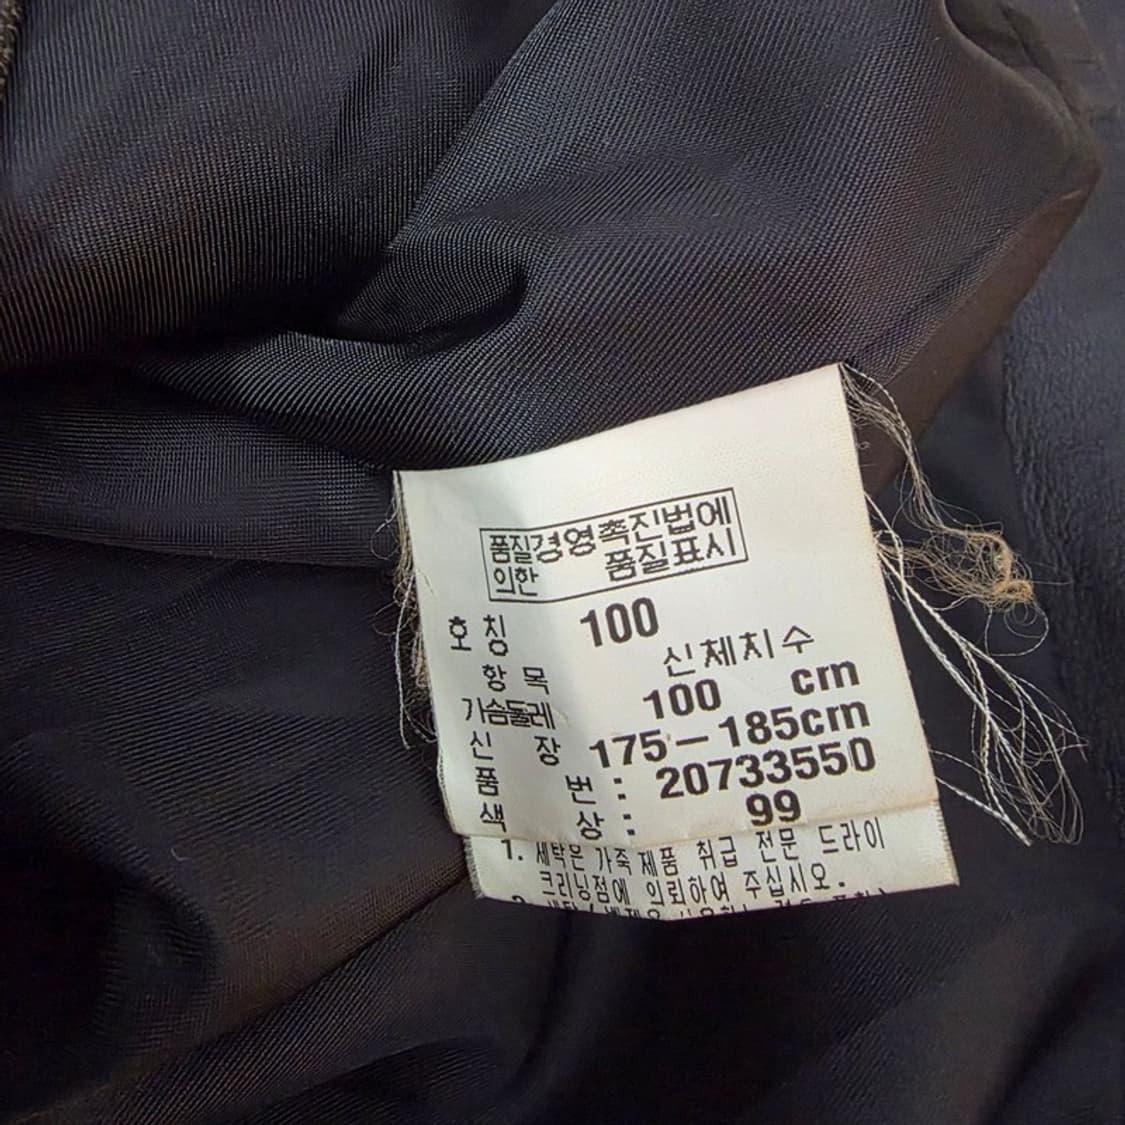 품질경영촉진법에
의한 품질표시
호칭 100
항목 신체치수
가슴둘레 100 cm
신장 175-185cm
품번: 20733550
색상: 99
1. 세탁은 가죽제품 취급 전문 드라이
크리닝점에 의뢰하여 주십시오.